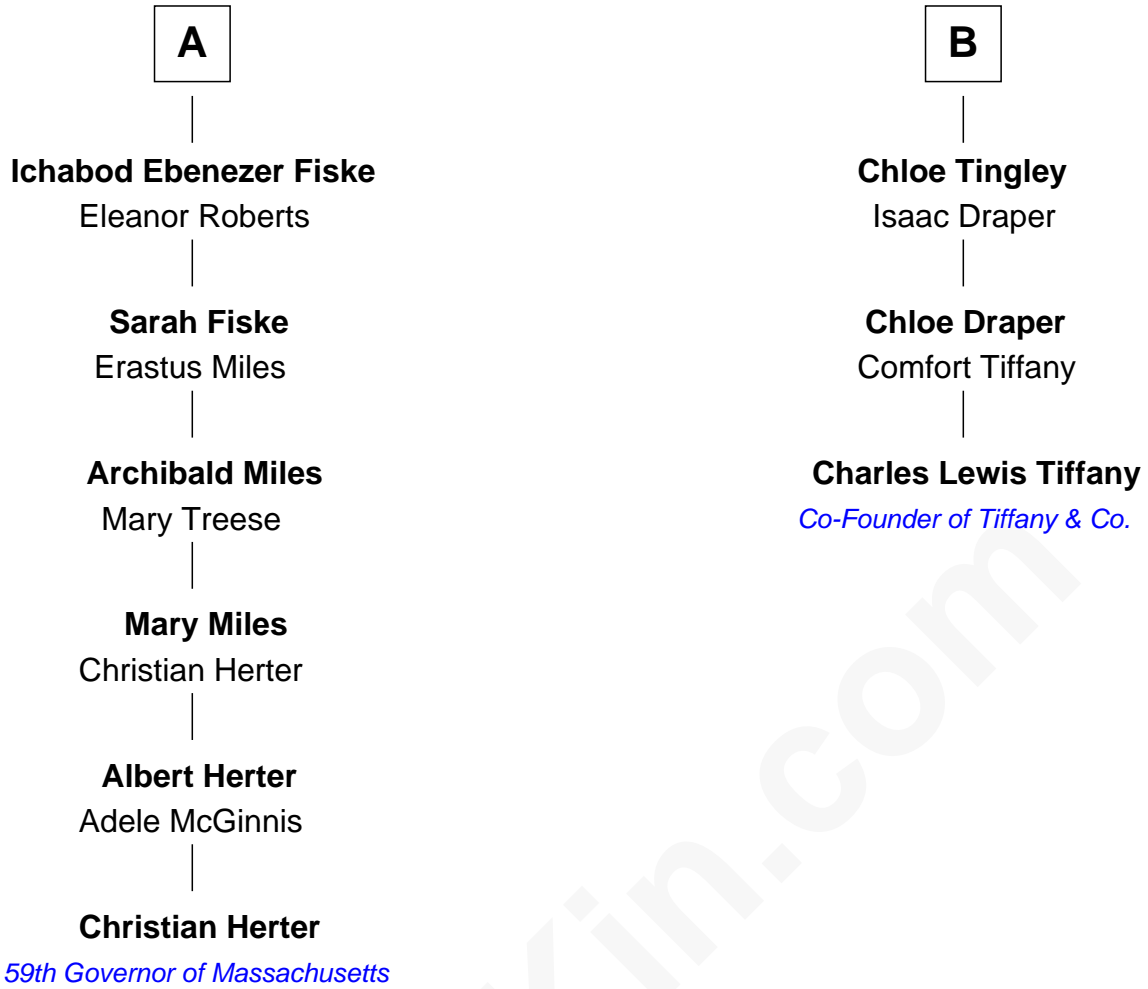 A
Ichabod Ebenezer Fiske
Eleanor Roberts
Sarah Fiske
Erastus Miles
Archibald Miles
Mary Treese
Mary Miles
Christian Herter
Albert Herter
Adele McGinnis
Christian Herter
59th Governor of Massachusetts
B
Chloe Tingley
Isaac Draper
Chloe Draper
Comfort Tiffany
Charles Lewis Tiffany
Co-Founder of Tiffany & Co.
Kin.com